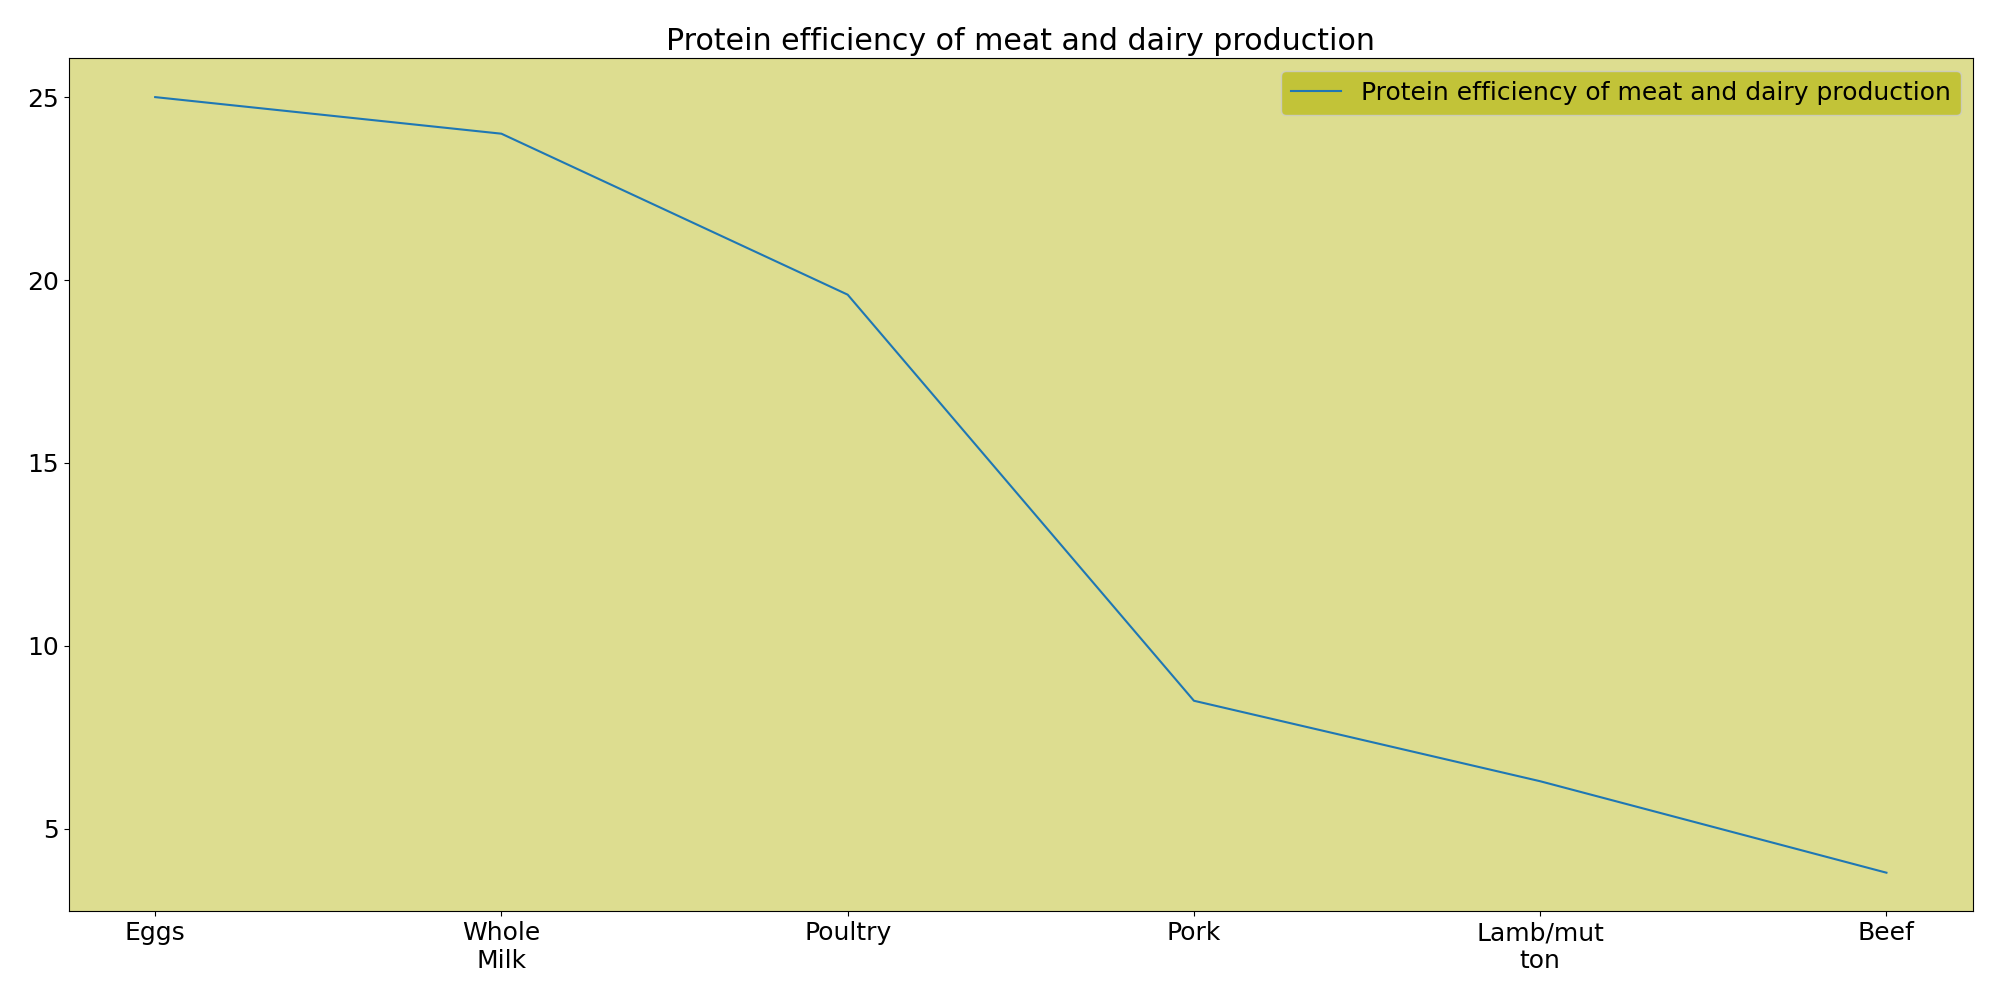 Protein efficiency of meat and dairy production
Protein efficiency of meat and dairy production
25
20
15
10
5
Eggs
Whole
Milk
Poultry
Pork
Lamb/mut
ton
Beef